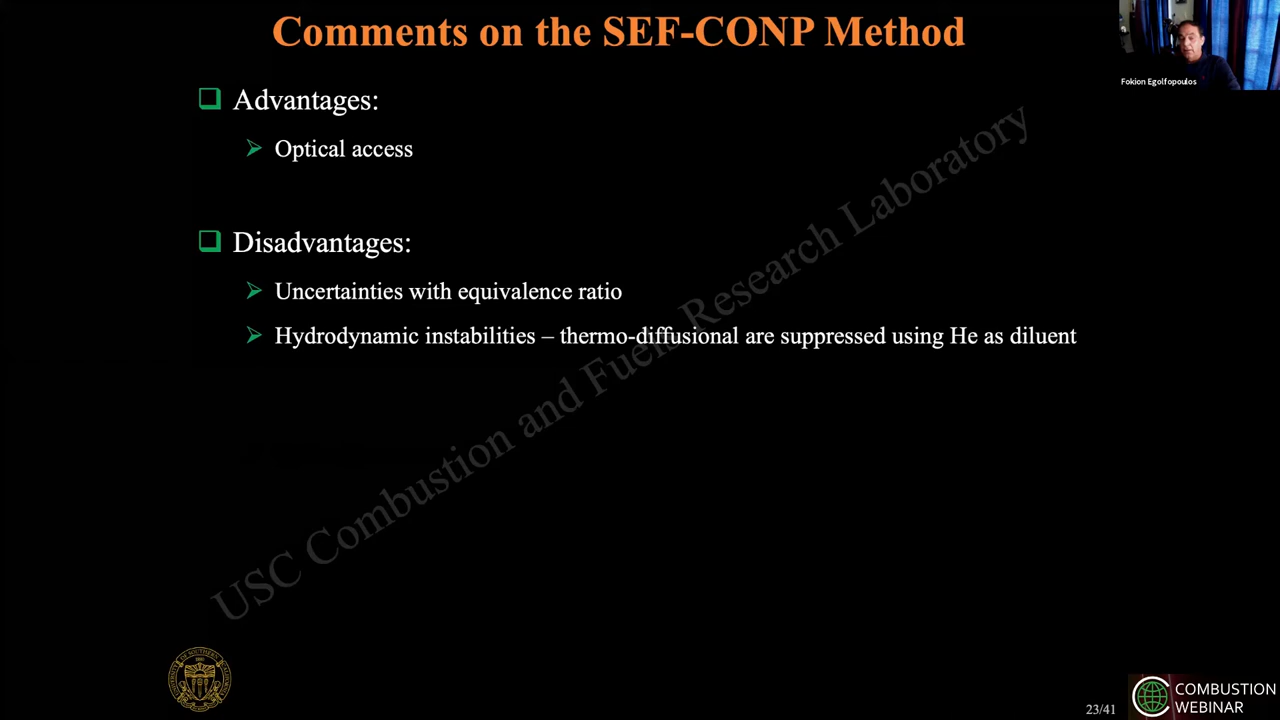 Comments on the SEF-CONP Method
Fokion Egolfopoulos
Advantages:
Optical access
Disadvantages:
Uncertainties with equivalence ratio
Hydrodynamic instabilities – thermo-diffusional are suppressed using He as diluent
USC Combustion and Fuels Research Laboratory
23/41
COMBUSTION
WEBINAR